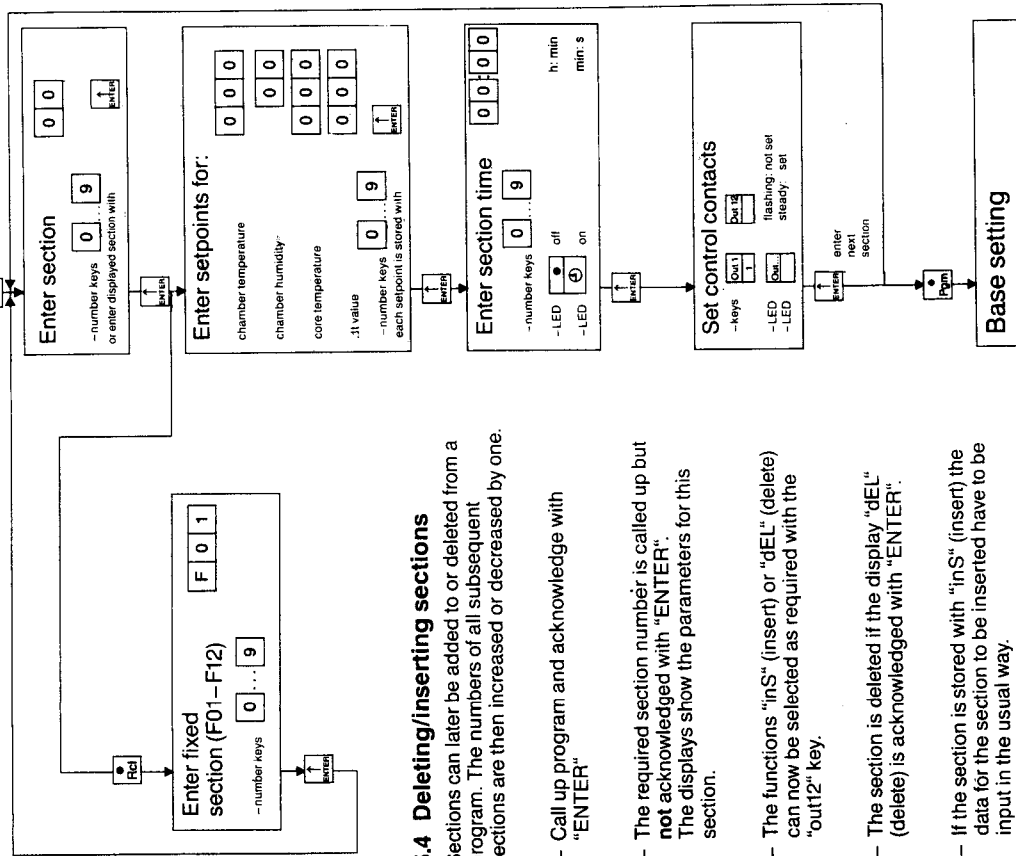 Enter section
0 0
–number keys 0 ... 9
or enter displayed section with ↑ ENTER
↑ ENTER
Enter setpoints for:
chamber temperature 0 0 0
chamber humidity 0 0
core temperature 0 0 0
0 0 0
value
–number keys 0 ... 9
each setpoint is stored with ↑ ENTER
↑ ENTER
Enter section time
0 0 : 0 0
–number keys 0 ... 9
–LED off h: min
–LED on min: s
↑ ENTER
Set control contacts
–keys Out 1 1 Out 12
–LED Out... flashing: not set
–LED steady: set
↑ ENTER
enter
next
section
Pgm
Base setting
Rcl
Enter fixed
section (F01–F12)
F 0 1
–number keys 0 ... 9
↑ ENTER
.4 Deleting/inserting sections
Sections can later be added to or deleted from a
rogram. The numbers of all subsequent
ections are then increased or decreased by one.
– Call up program and acknowledge with
"ENTER"
– The required section number is called up but
not acknowledged with "ENTER".
The displays show the parameters for this
section.
– The functions "inS" (insert) or "dEL" (delete)
can now be selected as required with the
"out12" key.
– The section is deleted if the display "dEL"
(delete) is acknowledged with "ENTER".
– If the section is stored with "inS" (insert) the
data for the section to be inserted have to be
input in the usual way.